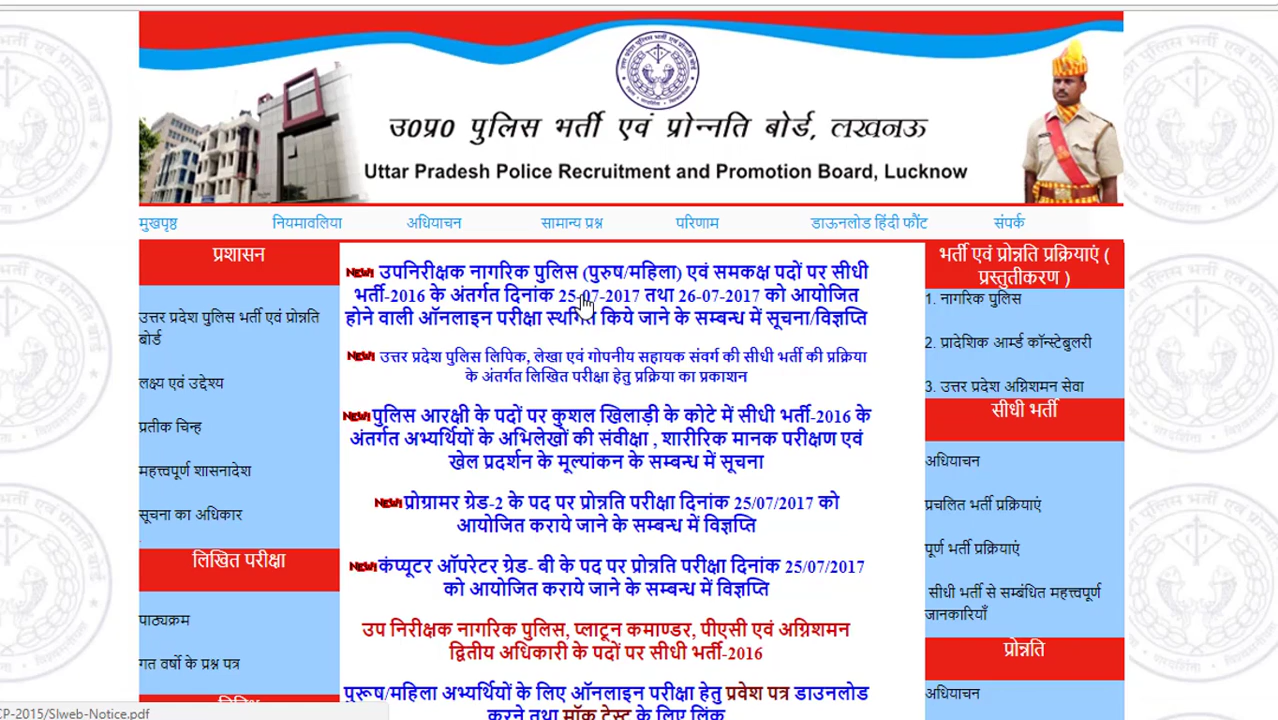 उ0प्र0 पुलिस भर्ती एवं प्रोन्नति बोर्ड, लखनऊ
Uttar Pradesh Police Recruitment and Promotion Board, Lucknow
मुखपृष्ठ नियमावलिया अधियाचन सामान्य प्रश्न परिणाम डाऊनलोड हिंदी फौंट संपर्क
प्रशासन
उत्तर प्रदेश पुलिस भर्ती एवं प्रोन्नति
बोर्ड
लक्ष्य एवं उद्देश्य
प्रतीक चिन्ह
महत्त्वपूर्ण शासनादेश
सूचना का अधिकार
लिखित परीक्षा
पाठ्यक्रम
गत वर्षो के प्रश्न पत्र
NEW! उपनिरीक्षक नागरिक पुलिस (पुरुष/महिला) एवं समकक्ष पदों पर सीधी
भर्ती-2016 के अंतर्गत दिनांक 25-07-2017 तथा 26-07-2017 को आयोजित
होने वाली ऑनलाइन परीक्षा स्थगित किये जाने के सम्बन्ध में सूचना/विज्ञप्ति
NEW! उत्तर प्रदेश पुलिस लिपिक, लेखा एवं गोपनीय सहायक संवर्ग की सीधी भर्ती की प्रक्रिया
के अंतर्गत लिखित परीक्षा हेतु प्रक्रिया का प्रकाशन
NEW! पुलिस आरक्षी के पदों पर कुशल खिलाड़ी के कोटे में सीधी भर्ती-2016 के
अंतर्गत अभ्यर्थियों के अभिलेखों की संवीक्षा , शारीरिक मानक परीक्षण एवं
खेल प्रदर्शन के मूल्यांकन के सम्बन्ध में सूचना
NEW! प्रोग्रामर ग्रेड-2 के पद पर प्रोन्नति परीक्षा दिनांक 25/07/2017 को
आयोजित कराये जाने के सम्बन्ध में विज्ञप्ति
NEW! कंप्यूटर ऑपरेटर ग्रेड- बी के पद पर प्रोन्नति परीक्षा दिनांक 25/07/2017
को आयोजित कराये जाने के सम्बन्ध में विज्ञप्ति
उप निरीक्षक नागरिक पुलिस, प्लाटून कमाण्डर, पीएसी एवं अग्निशमन
द्वितीय अधिकारी के पदों पर सीधी भर्ती-2016
पुरूष/महिला अभ्यर्थियों के लिए ऑनलाइन परीक्षा हेतु प्रवेश पत्र डाउनलोड
करने तथा मॉक टेस्ट के लिए लिंक
भर्ती एवं प्रोन्नति प्रक्रियाएं (
प्रस्तुतीकरण )
1. नागरिक पुलिस
2. प्रादेशिक आर्म्ड कॉन्स्टेबुलरी
3. उत्तर प्रदेश अग्निशमन सेवा
सीधी भर्ती
अधियाचन
प्रचलित भर्ती प्रक्रियाएं
पूर्ण भर्ती प्रक्रियाएं
सीधी भर्ती से सम्बंधित महत्त्वपूर्ण
जानकारियाँ
प्रोन्नति
अधियाचन
CP-2015/SIweb-Notice.pdf